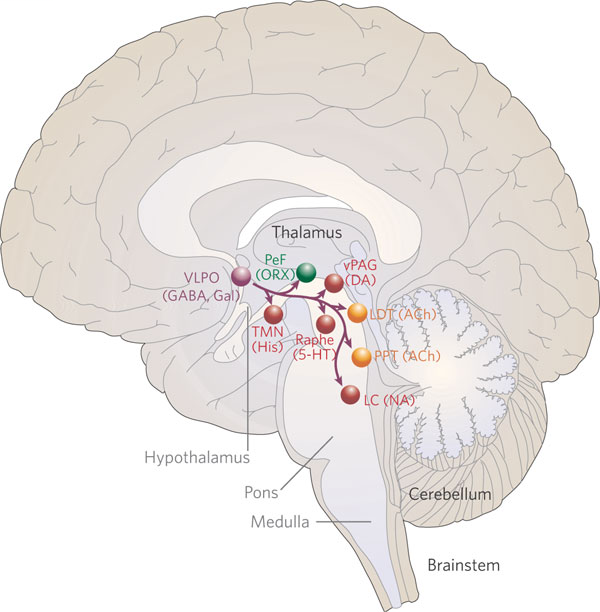 Thalamus
PeF
(ORX)
vPAG
(DA)
VLPO
(GABA, Gal)
LDT (ACh)
TMN
(His)
Raphe
(5-HT)
PPT (ACh)
LC (NA)
Hypothalamus
Pons
Cerebellum
Medulla
Brainstem